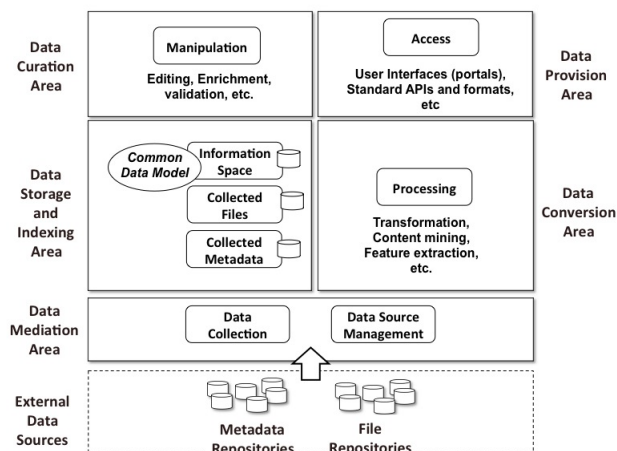 Data
Curation
Area
Manipulation
Editing, Enrichment,
validation, etc.
Access
User Interfaces (portals),
Standard APIs and formats,
etc
Data
Provision
Area
Data
Storage
and
Indexing
Area
Common
Data Model
Information
Space
Collected
Files
Collected
Metadata
Processing
Transformation,
Content mining,
Feature extraction,
etc.
Data
Conversion
Area
Data
Mediation
Area
Data
Collection
Data Source
Management
External
Data
Sources
Metadata
Repositories
File
Repositories